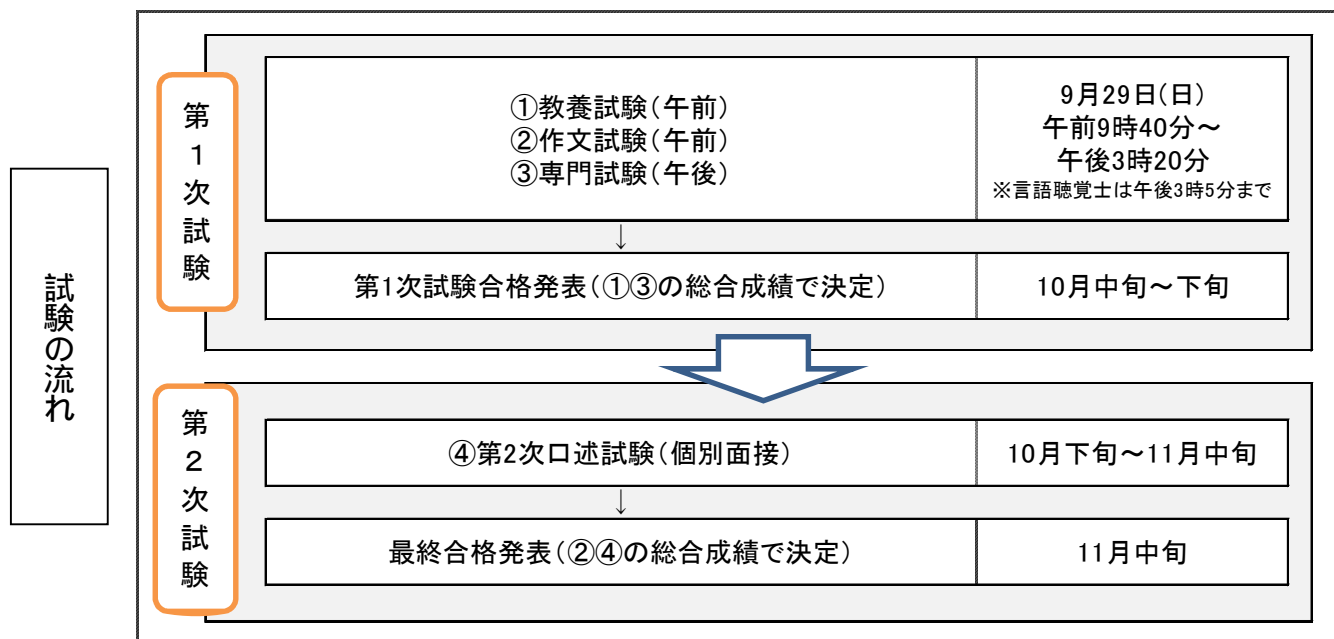 試験の流れ
第1次試験
①教養試験(午前)
②作文試験(午前)
③専門試験(午後)
9月29日(日)
午前9時40分～
午後3時20分
※言語聴覚士は午後3時5分まで
↓
第1次試験合格発表(①③の総合成績で決定)
10月中旬～下旬
第2次試験
④第2次口述試験(個別面接)
10月下旬～11月中旬
↓
最終合格発表(②④の総合成績で決定)
11月中旬